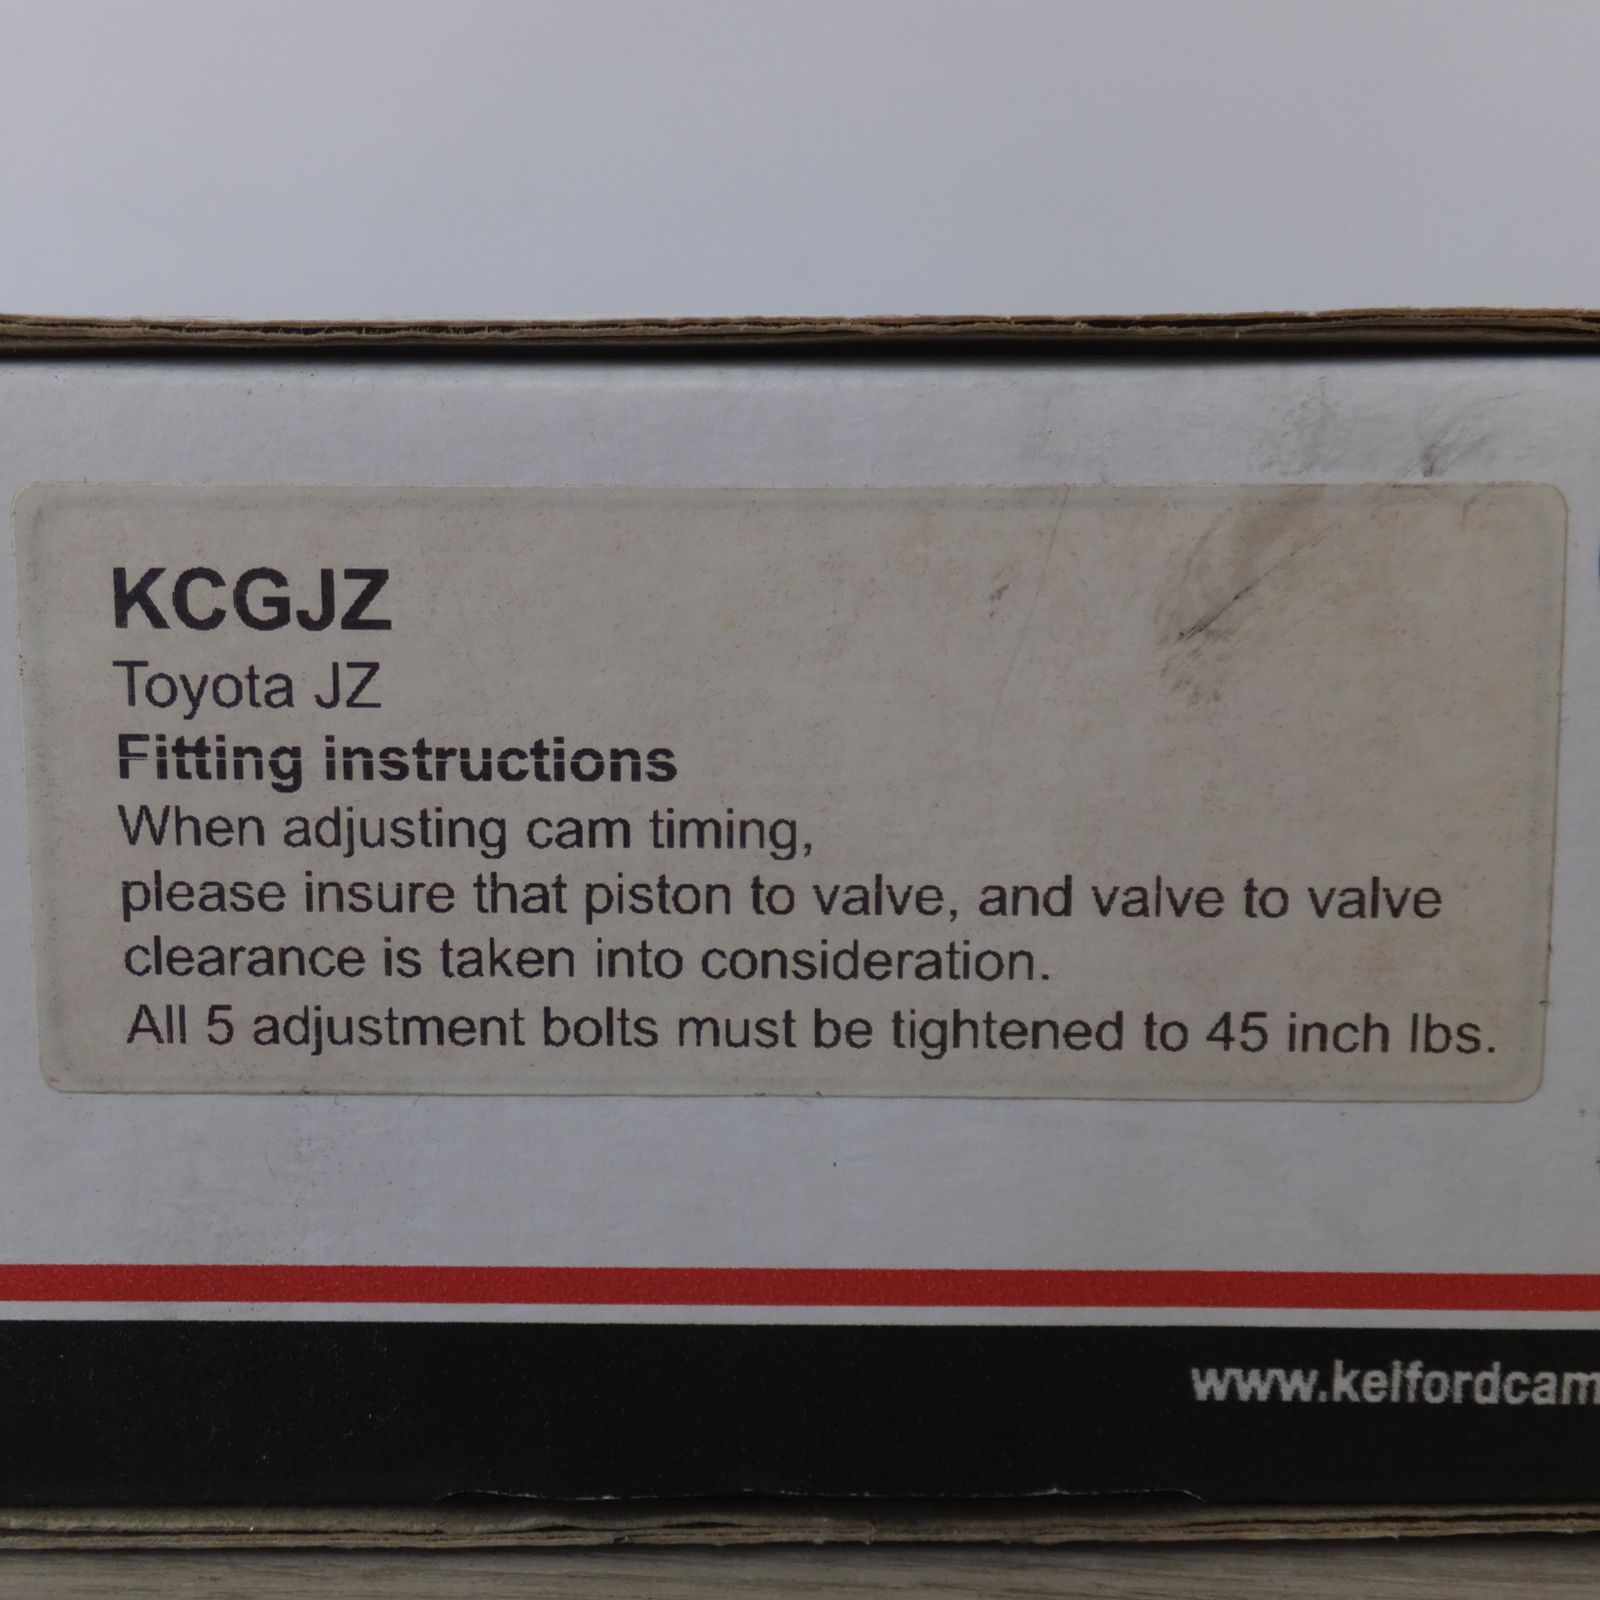 KCGJZ
Toyota JZ
Fitting instructions
When adjusting cam timing,
please insure that piston to valve, and valve to valve
clearance is taken into consideration.
All 5 adjustment bolts must be tightened to 45 inch lbs.
www.kelfordcam